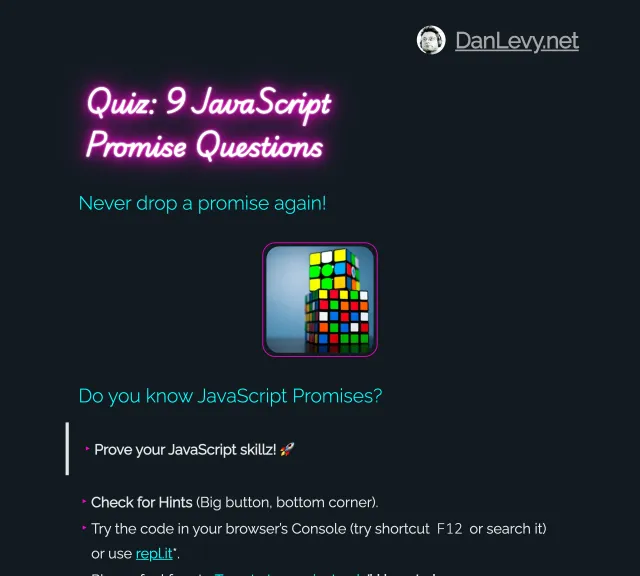 DanLevy.net
Quiz: 9 JavaScript
Promise Questions
Never drop a promise again!
Do you know JavaScript Promises?
‣ Prove your JavaScript skillz! 🚀
‣ Check for Hints (Big button, bottom corner).
‣ Try the code in your browser's Console (try shortcut F12 or search it)
or use repl.it*.